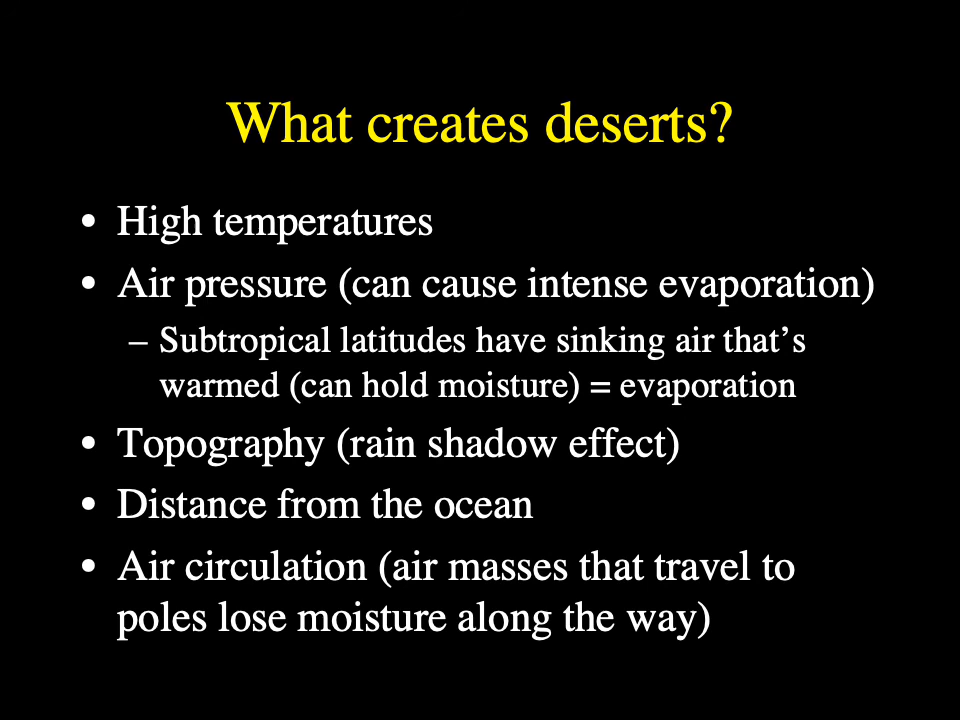 What creates deserts?
• High temperatures
• Air pressure (can cause intense evaporation)
– Subtropical latitudes have sinking air that’s
warmed (can hold moisture) = evaporation
• Topography (rain shadow effect)
• Distance from the ocean
• Air circulation (air masses that travel to
poles lose moisture along the way)